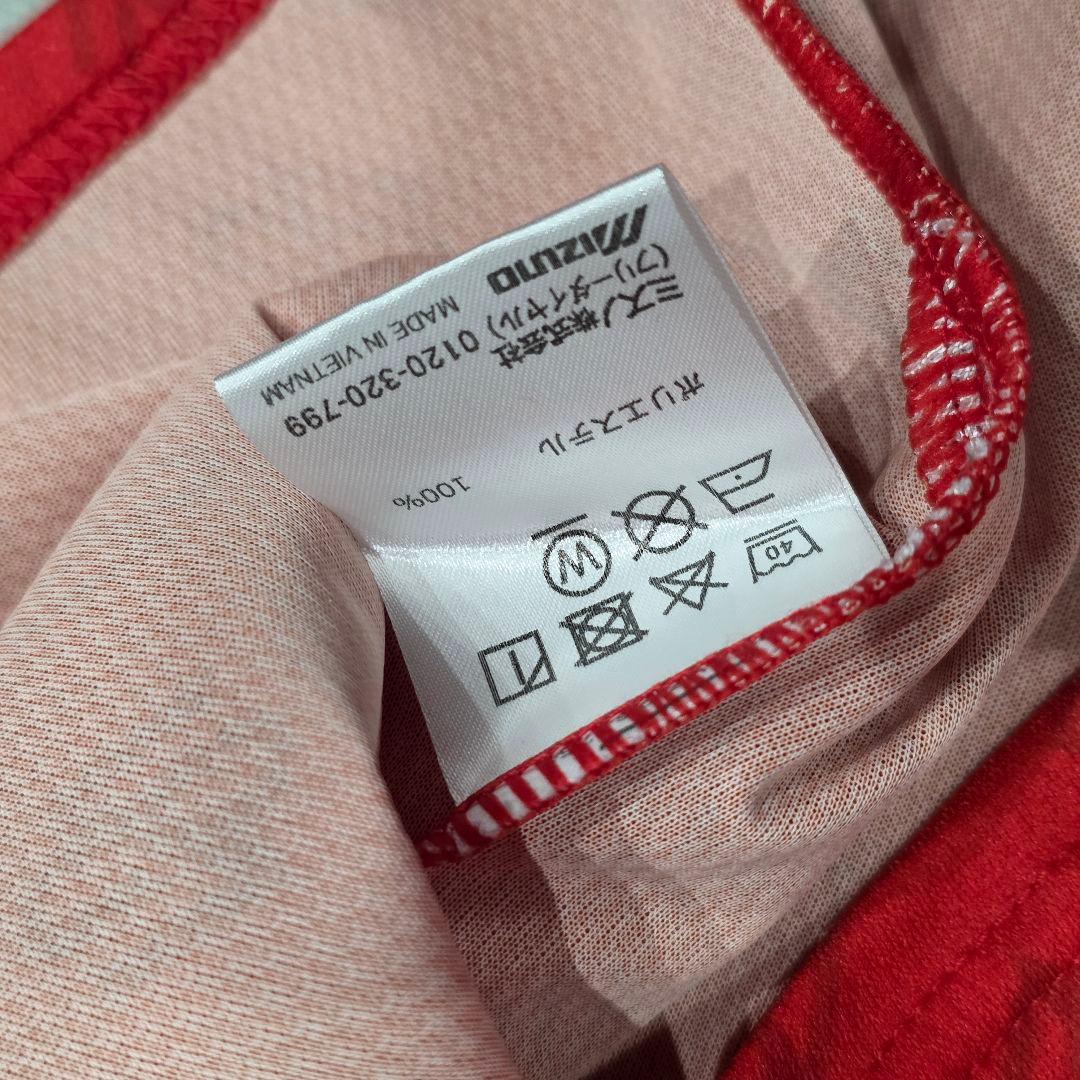 40
W
ポリエステル 100%
ミズノ株式会社
(フリーダイヤル) 0120-320-799
MADE IN VIETNAM
MIZUNO